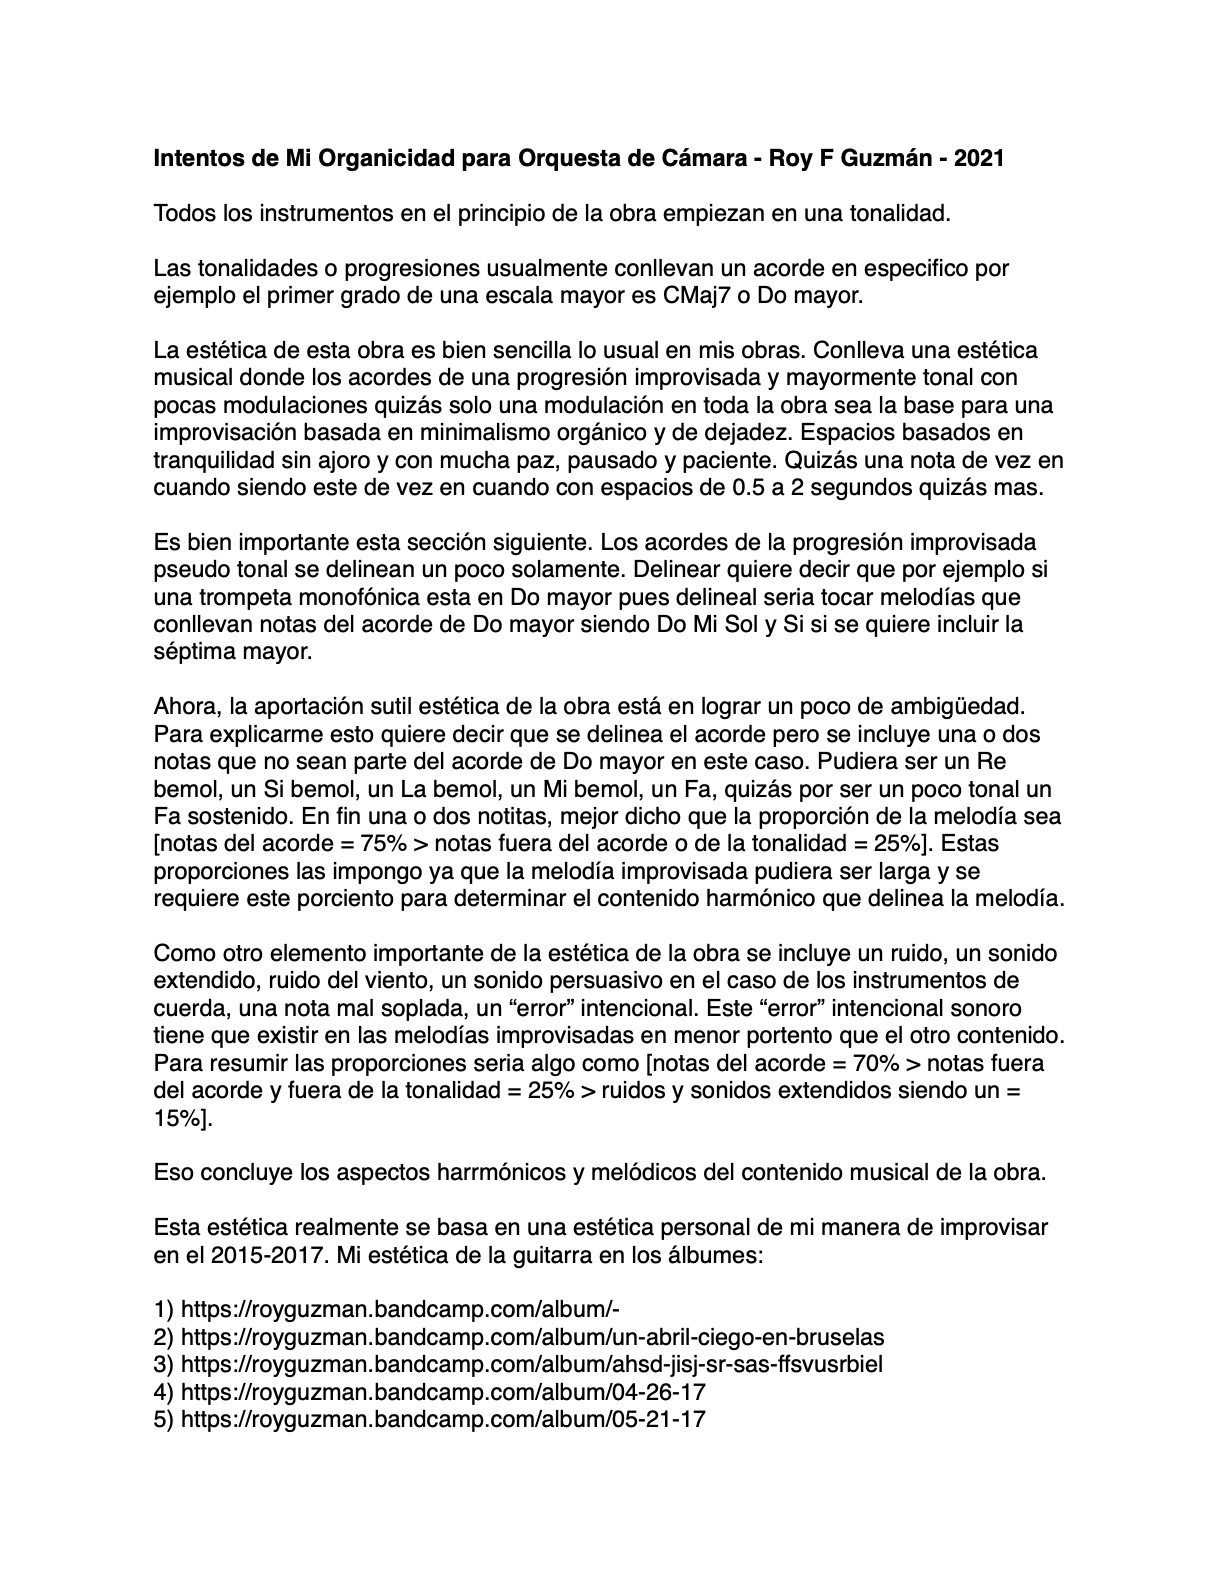 Intentos de Mi Organicidad para Orquesta de Cámara - Roy F Guzmán - 2021
Todos los instrumentos en el principio de la obra empiezan en una tonalidad.
Las tonalidades o progresiones usualmente conllevan un acorde en especifico por
ejemplo el primer grado de una escala mayor es CMaj7 o Do mayor.
La estética de esta obra es bien sencilla lo usual en mis obras. Conlleva una estética
musical donde los acordes de una progresión improvisada y mayormente tonal con
pocas modulaciones quizás solo una modulación en toda la obra sea la base para una
improvisación basada en minimalismo orgánico y de dejadez. Espacios basados en
tranquilidad sin ajoro y con mucha paz, pausado y paciente. Quizás una nota de vez en
cuando siendo este de vez en cuando con espacios de 0.5 a 2 segundos quizás mas.
Es bien importante esta sección siguiente. Los acordes de la progresión improvisada
pseudo tonal se delinean un poco solamente. Delinear quiere decir que por ejemplo si
una trompeta monofónica esta en Do mayor pues delineal seria tocar melodías que
conllevan notas del acorde de Do mayor siendo Do Mi Sol y Si si se quiere incluir la
séptima mayor.
Ahora, la aportación sutil estética de la obra está en lograr un poco de ambigüedad.
Para explicarme esto quiere decir que se delinea el acorde pero se incluye una o dos
notas que no sean parte del acorde de Do mayor en este caso. Pudiera ser un Re
bemol, un Si bemol, un La bemol, un Mi bemol, un Fa, quizás por ser un poco tonal un
Fa sostenido. En fin una o dos notitas, mejor dicho que la proporción de la melodía sea
[notas del acorde = 75% > notas fuera del acorde o de la tonalidad = 25%]. Estas
proporciones las impongo ya que la melodía improvisada pudiera ser larga y se
requiere este porciento para determinar el contenido harmónico que delinea la melodía.
Como otro elemento importante de la estética de la obra se incluye un ruido, un sonido
extendido, ruido del viento, un sonido persuasivo en el caso de los instrumentos de
cuerda, una nota mal soplada, un “error” intencional. Este “error” intencional sonoro
tiene que existir en las melodías improvisadas en menor portento que el otro contenido.
Para resumir las proporciones seria algo como [notas del acorde = 70% > notas fuera
del acorde y fuera de la tonalidad = 25% > ruidos y sonidos extendidos siendo un =
15%].
Eso concluye los aspectos harrmónicos y melódicos del contenido musical de la obra.
Esta estética realmente se basa en una estética personal de mi manera de improvisar
en el 2015-2017. Mi estética de la guitarra en los álbumes:
1) https://royguzman.bandcamp.com/album/-
2) https://royguzman.bandcamp.com/album/un-abril-ciego-en-bruselas
3) https://royguzman.bandcamp.com/album/ahsd-jisj-sr-sas-ffsvusrbiel
4) https://royguzman.bandcamp.com/album/04-26-17
5) https://royguzman.bandcamp.com/album/05-21-17